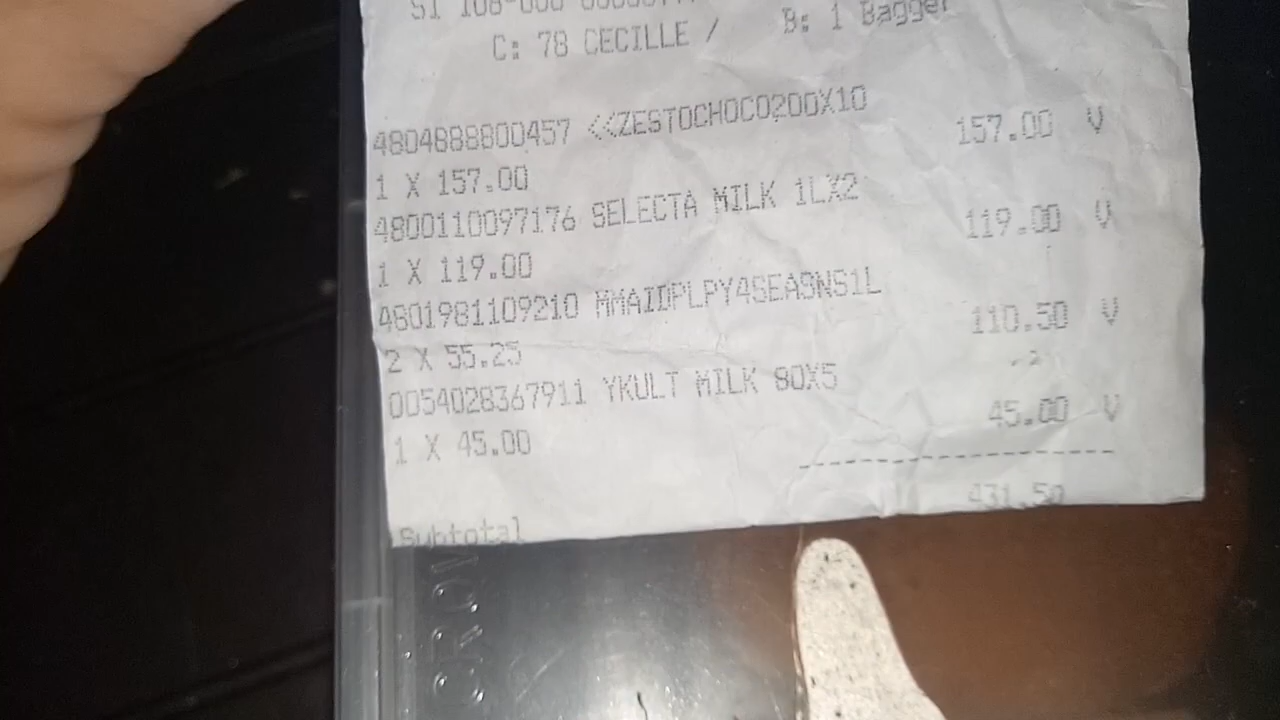 C: 78 CECILLE / B: 1 Bagger
4804888800457 <<ZESTOCHOCO200X10
1 X 157.00 157.00 V
4800110097176 SELECTA MILK 1LX2
1 X 119.00 119.00 V
4801981109210 MMAIDPLPY4SEASNS1L
2 X 55.25 110.50 V
0054028367911 YKULT MILK 80X5
1 X 45.00 45.00 V
--------------------
Subtotal 431.50